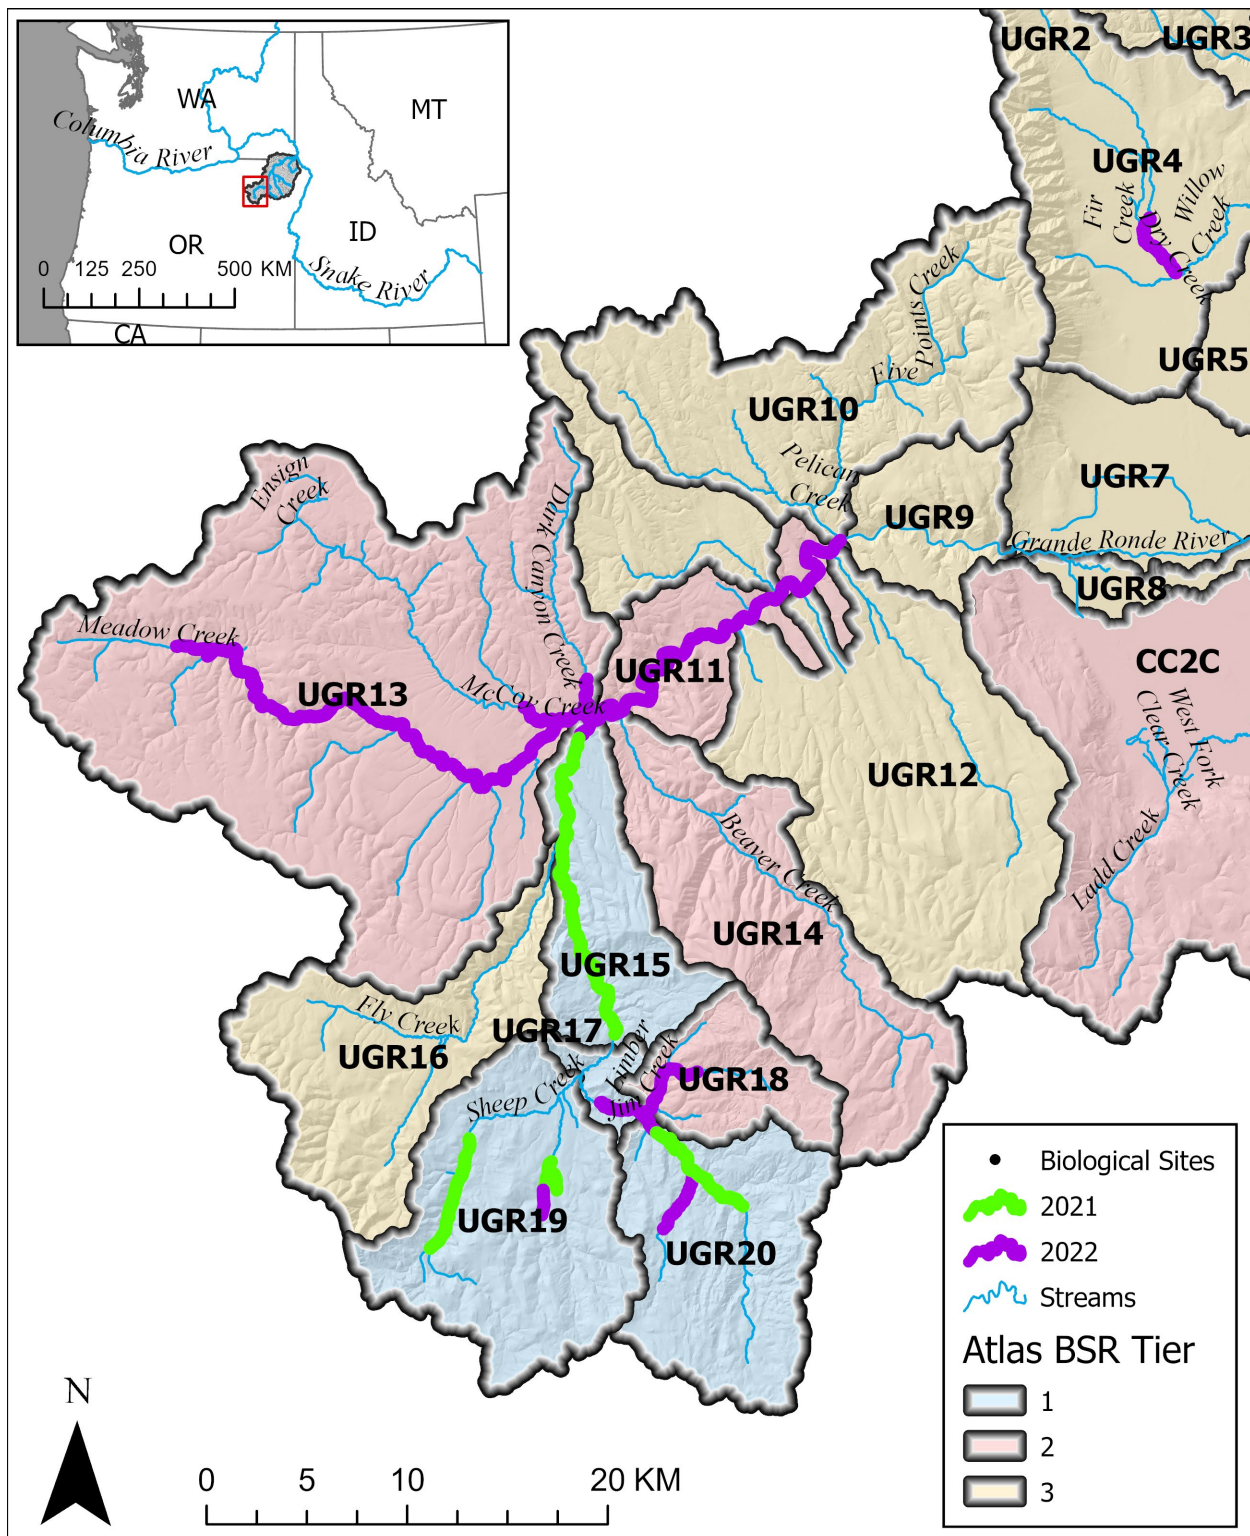 WA
MT
Columbia River
OR
ID
0 125 250 500 KM
Snake River
CA
UGR2
UGR3
UGR4
Fir
Creek
Dry Creek
Willow
Creek
UGR5
Five
Points Creek
UGR10
Pelican
Creek
UGR7
UGR9
Grande Ronde River
UGR8
Ensign
Creek
Dark Canyon Creek
Meadow Creek
UGR13
McCoy Creek
UGR11
CC2C
West Fork
Clear Creek
UGR12
Beaver Creek
Ladd Creek
UGR14
UGR15
Fly Creek
UGR17
UGR16
Limber
Jim Creek
UGR18
Sheep Creek
UGR19
UGR20
Biological Sites
2021
2022
Streams
Atlas BSR Tier
1
2
3
N
0 5 10 20 KM